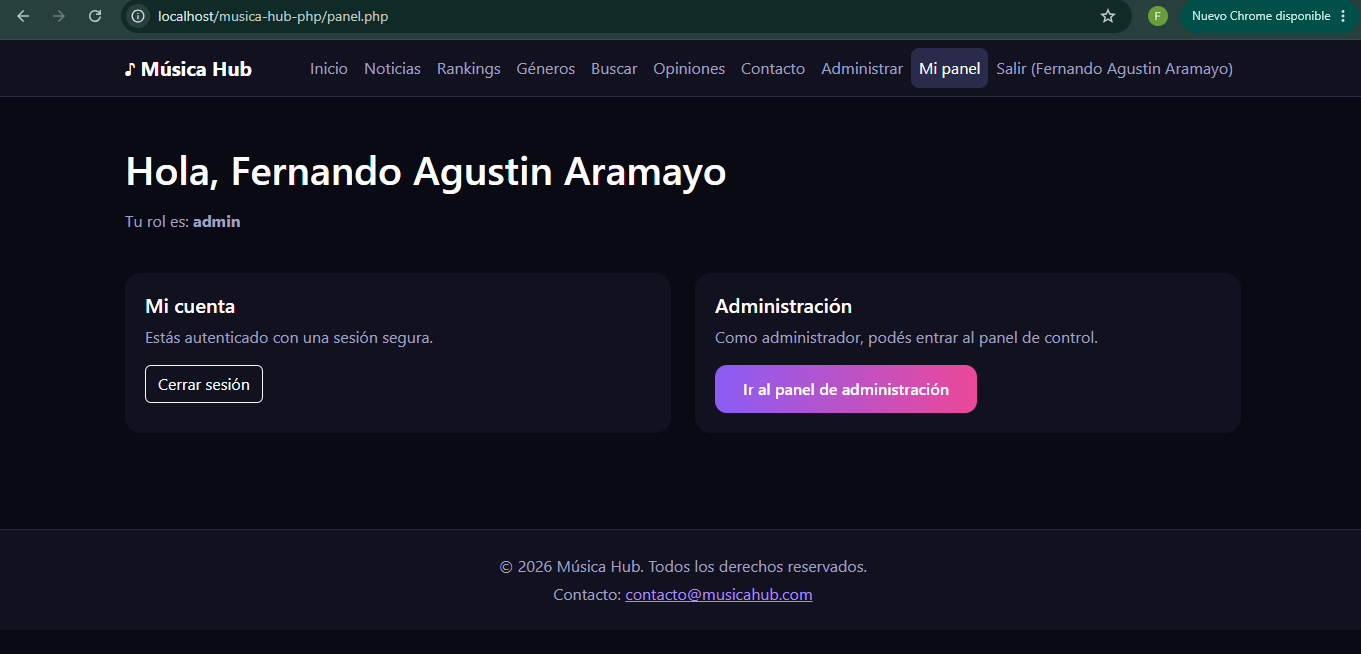 localhost/musica-hub-php/panel.php
F
Nuevo Chrome disponible
♪ Música Hub
Inicio Noticias Rankings Géneros Buscar Opiniones Contacto Administrar Mi panel Salir (Fernando Agustin Aramayo)
Hola, Fernando Agustin Aramayo
Tu rol es: admin
Mi cuenta
Estás autenticado con una sesión segura.
Cerrar sesión
Administración
Como administrador, podés entrar al panel de control.
Ir al panel de administración
© 2026 Música Hub. Todos los derechos reservados.
Contacto: contacto@musicahub.com